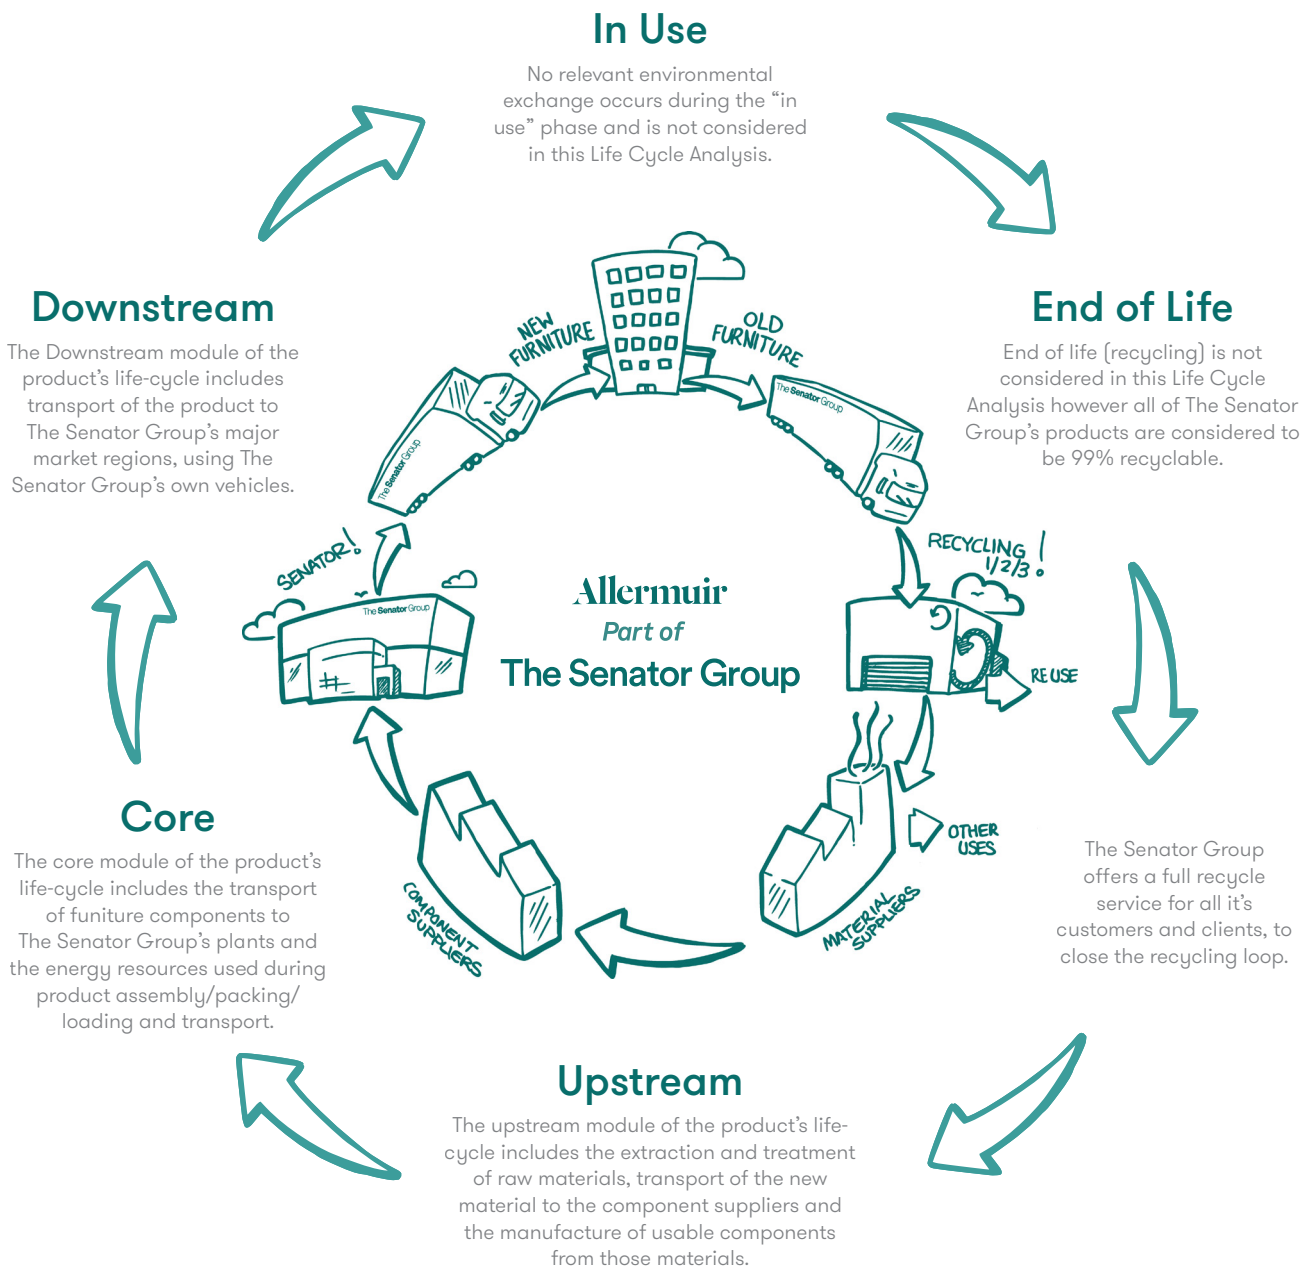 In Use
No relevant environmental
exchange occurs during the “in
use” phase and is not considered
in this Life Cycle Analysis.
Downstream
The Downstream module of the
product’s life-cycle includes
transport of the product to
The Senator Group’s major
market regions, using The
Senator Group’s own vehicles.
End of Life
End of life (recycling) is not
considered in this Life Cycle
Analysis however all of The Senator
Group’s products are considered to
be 99% recyclable.
NEW
FURNITURE
OLD
FURNITURE
The Senator Group
The Senator Group
SENATOR!
RECYCLING
1/2/3!
The Senator Group
REUSE
Allermuir
Part of
The Senator Group
COMPONENT
SUPPLIERS
MATERIAL
SUPPLIERS
OTHER
USES
Core
The core module of the product’s
life-cycle includes the transport
of funiture components to
The Senator Group’s plants and
the energy resources used during
product assembly/packing/
loading and transport.
The Senator Group
offers a full recycle
service for all it’s
customers and clients, to
close the recycling loop.
Upstream
The upstream module of the product’s life-
cycle includes the extraction and treatment
of raw materials, transport of the new
material to the component suppliers and
the manufacture of usable components
from those materials.